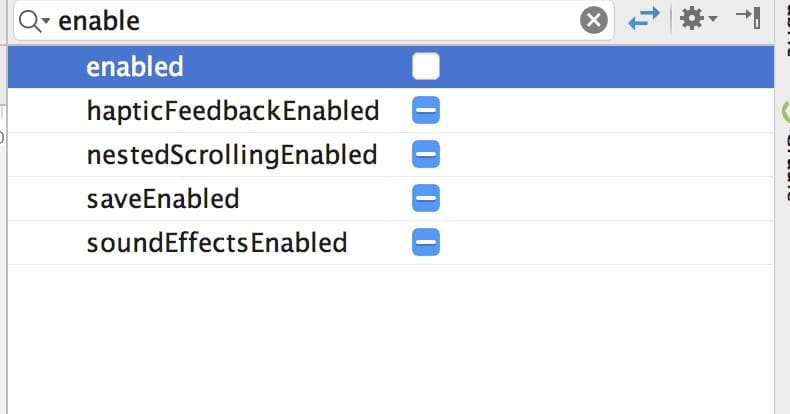 enable
enabled
hapticFeedbackEnabled
nestedScrollingEnabled
saveEnabled
soundEffectsEnabled